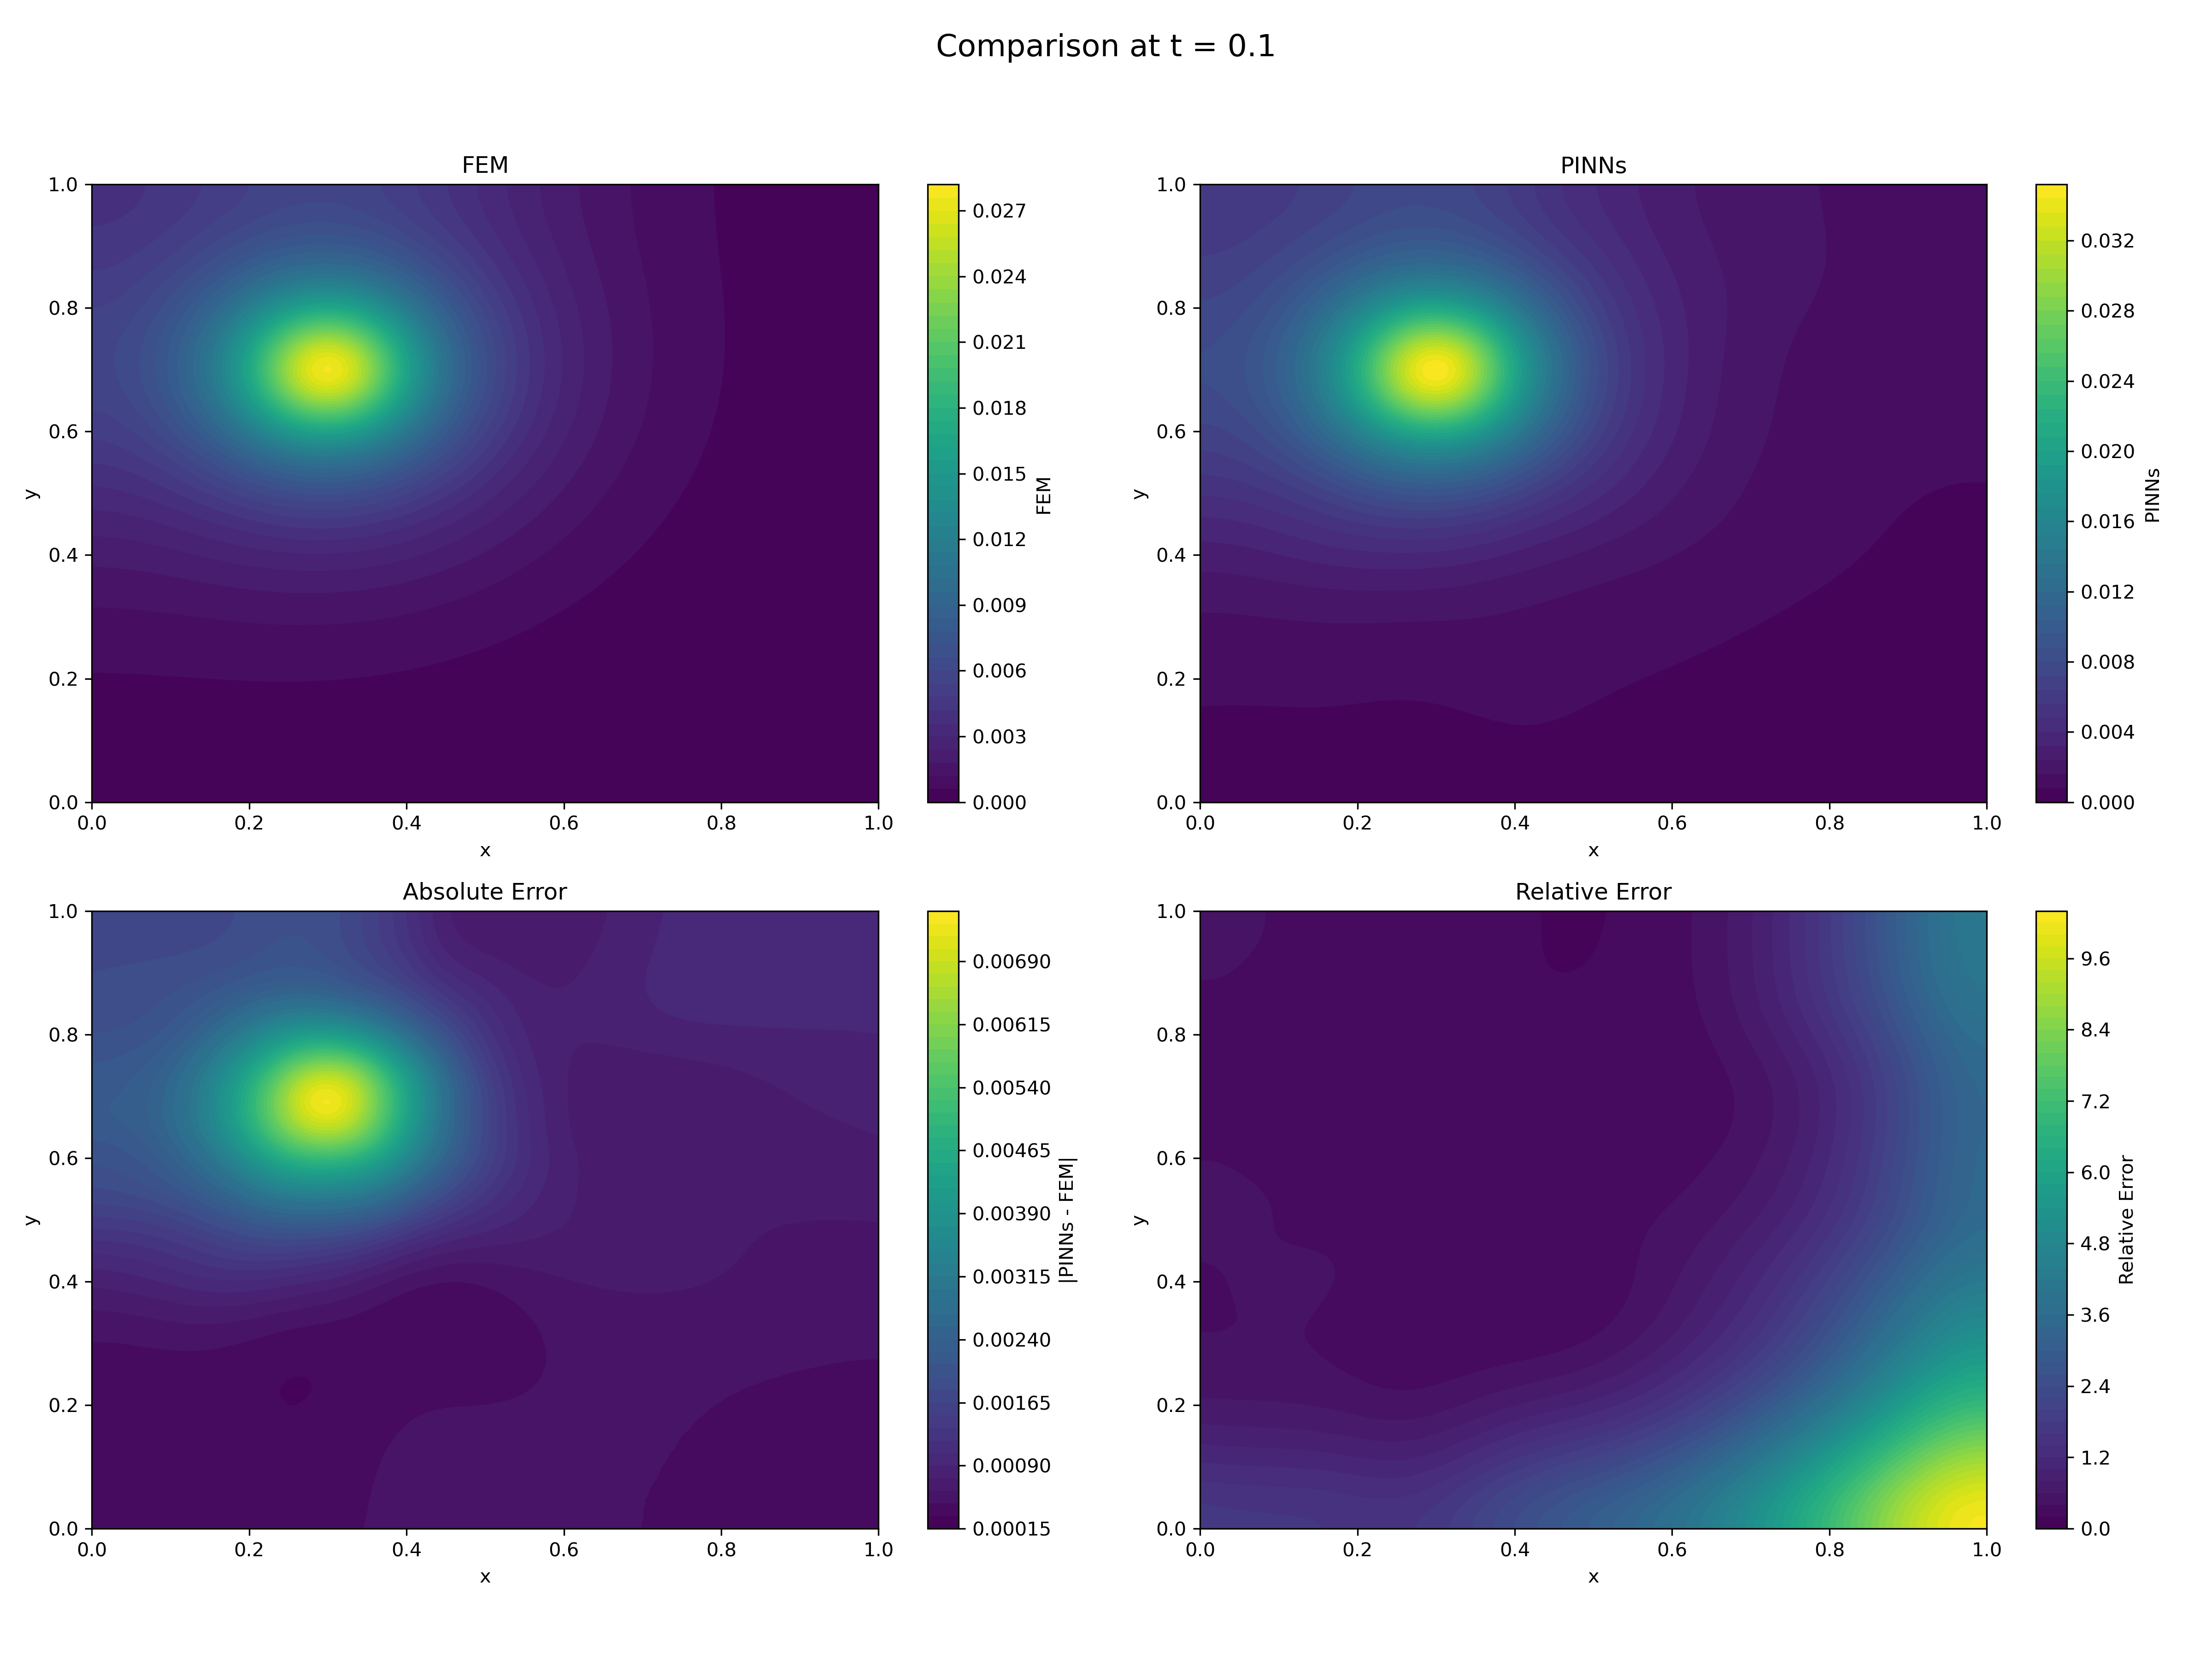 Comparison at t = 0.1
FEM
1.0
0.8
0.6
0.4
0.2
0.0
y
0.0 0.2 0.4 0.6 0.8 1.0
x
0.027
0.024
0.021
0.018
0.015
0.012
0.009
0.006
0.003
0.000
FEM
PINNs
1.0
0.8
0.6
0.4
0.2
0.0
y
0.0 0.2 0.4 0.6 0.8 1.0
x
0.032
0.028
0.024
0.020
0.016
0.012
0.008
0.004
0.000
PINNs
Absolute Error
1.0
0.8
0.6
0.4
0.2
0.0
y
0.0 0.2 0.4 0.6 0.8 1.0
x
0.00690
0.00615
0.00540
0.00465
0.00390
0.00315
0.00240
0.00165
0.00090
0.00015
|PINNs - FEM|
Relative Error
1.0
0.8
0.6
0.4
0.2
0.0
y
0.0 0.2 0.4 0.6 0.8 1.0
x
9.6
8.4
7.2
6.0
4.8
3.6
2.4
1.2
0.0
Relative Error